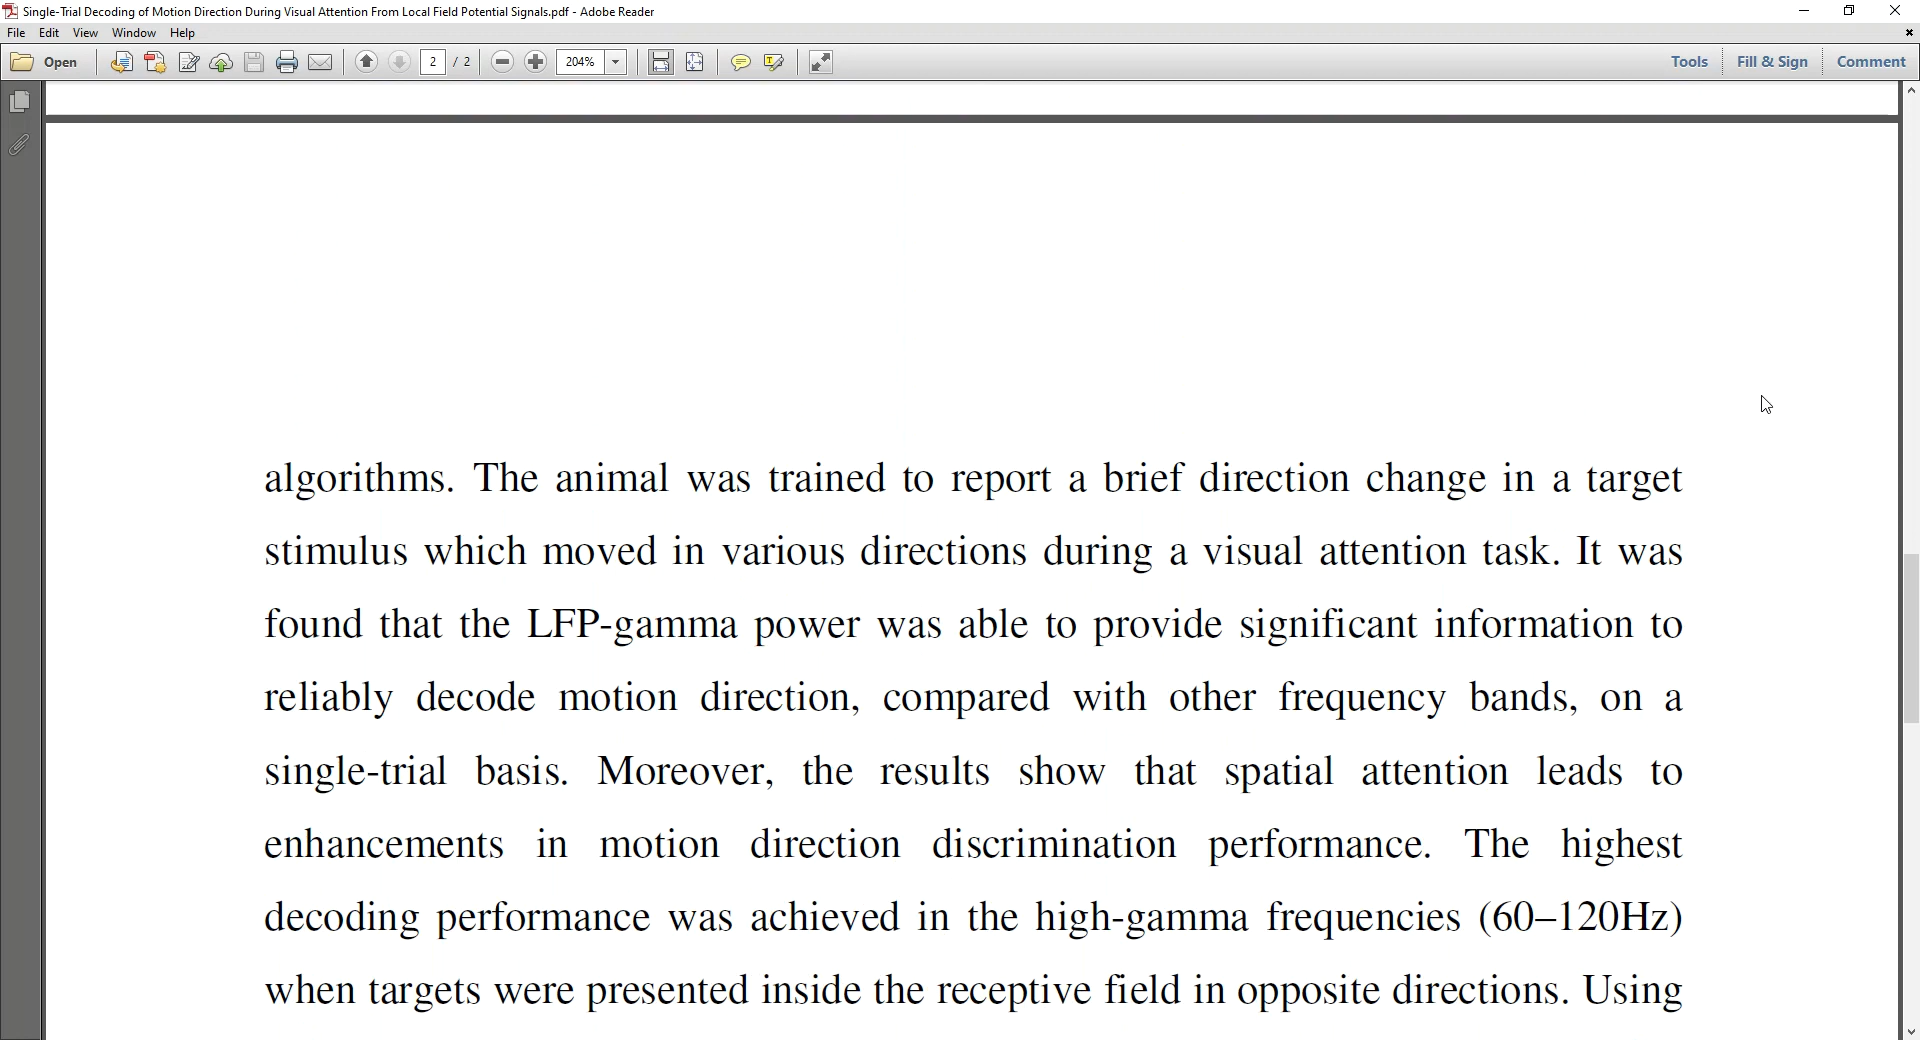 Single-Trial Decoding of Motion Direction During Visual Attention From Local Field Potential Signals.pdf - Adobe Reader
File Edit View Window Help
Open 2 / 2 204% Tools Fill & Sign Comment
algorithms. The animal was trained to report a brief direction change in a target
stimulus which moved in various directions during a visual attention task. It was
found that the LFP-gamma power was able to provide significant information to
reliably decode motion direction, compared with other frequency bands, on a
single-trial basis. Moreover, the results show that spatial attention leads to
enhancements in motion direction discrimination performance. The highest
decoding performance was achieved in the high-gamma frequencies (60–120Hz)
when targets were presented inside the receptive field in opposite directions. Using